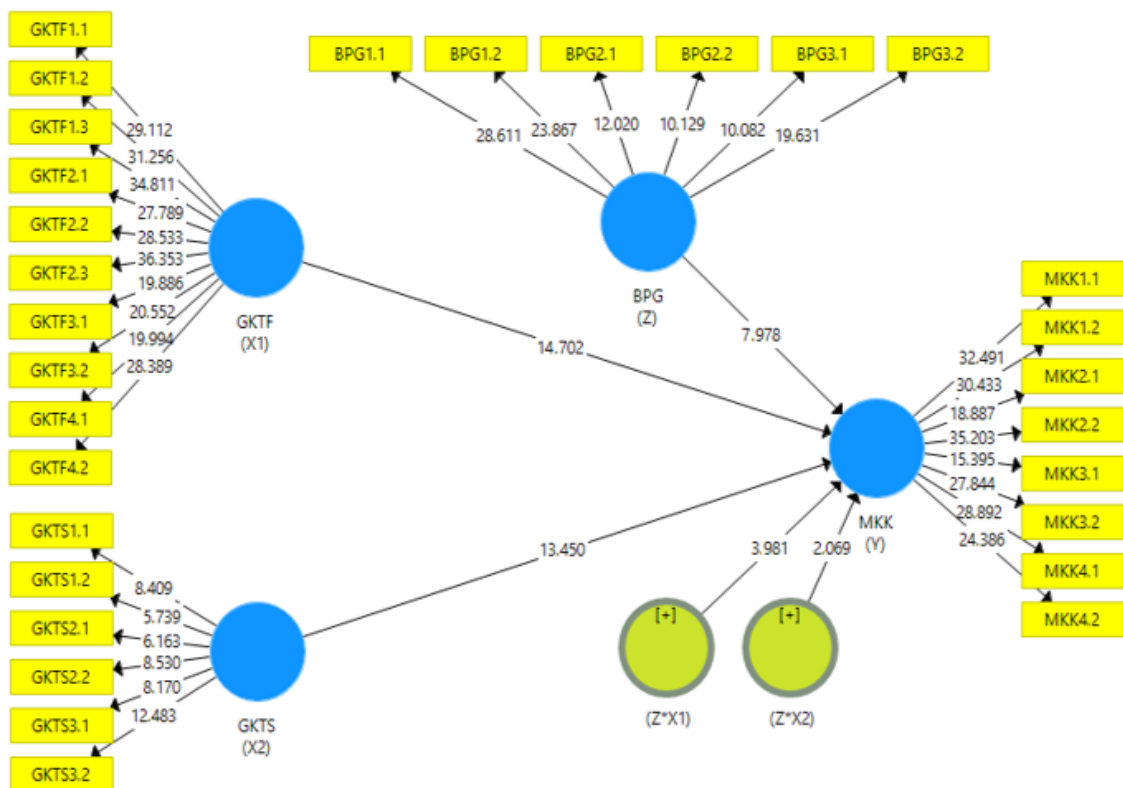 GKTF1.1
GKTF1.2
GKTF1.3
GKTF2.1
GKTF2.2
GKTF2.3
GKTF3.1
GKTF3.2
GKTF4.1
GKTF4.2
29.112
31.256
34.811
27.789
28.533
36.353
19.886
20.552
19.994
28.389
GKTF
(X1)
BPG1.1
BPG1.2
BPG2.1
BPG2.2
BPG3.1
BPG3.2
28.611
23.867
12.020
10.129
10.082
19.631
BPG
(Z)
14.702
7.978
GKTS1.1
GKTS1.2
GKTS2.1
GKTS2.2
GKTS3.1
GKTS3.2
8.409
5.739
6.163
8.530
8.170
12.483
GKTS
(X2)
13.450
3.981
2.069
[+]
(Z*X1)
[+]
(Z*X2)
MKK
(Y)
32.491
30.433
18.887
35.203
15.395
27.844
28.892
24.386
MKK1.1
MKK1.2
MKK2.1
MKK2.2
MKK3.1
MKK3.2
MKK4.1
MKK4.2